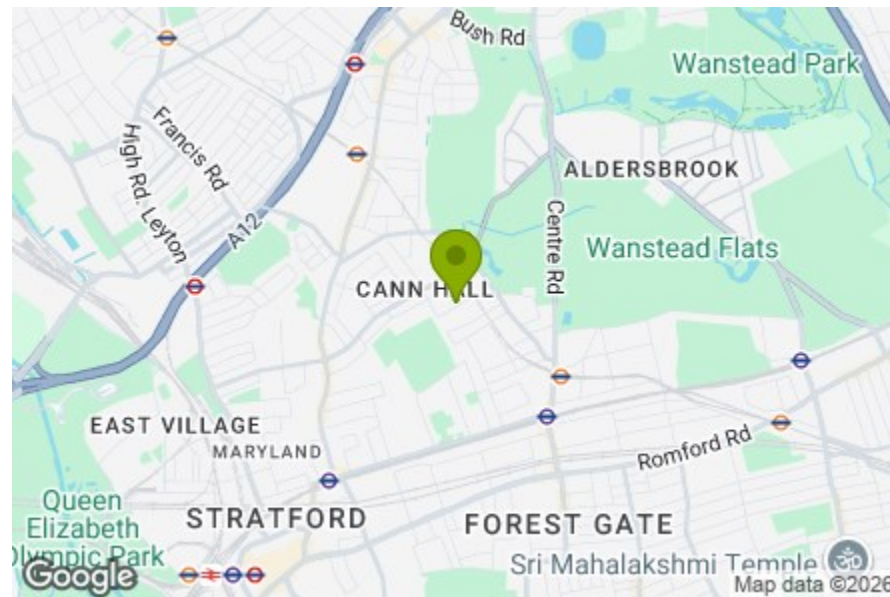 Bush Rd
Wanstead Park
Francis Rd
High Rd. Leyton
ALDERSBROOK
A12
Centre Rd
Wanstead Flats
CANN H LL
EAST VILLAGE
MARYLAND
Romford Rd
Queen
Elizabeth
Olympic Park
STRATFORD
FOREST GATE
Sri Mahalakshmi Temple
Google
Map data ©2026